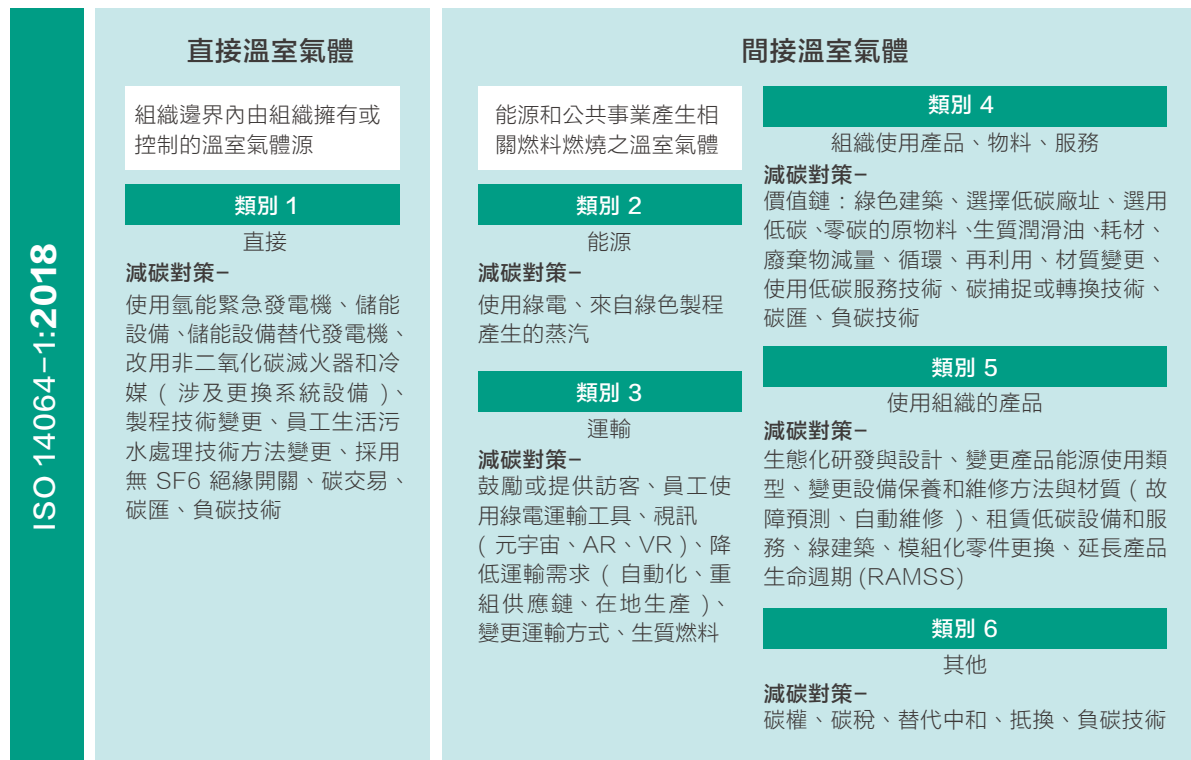 ISO 14064–1:2018
直接溫室氣體
組織邊界內由組織擁有或
控制的溫室氣體源
類別 1
直接
減碳對策–
使用氫能緊急發電機、儲能
設備、儲能設備替代發電機、
改用非二氧化碳滅火器和冷
媒 ( 涉及更換系統設備 )、
製程技術變更、員工生活污
水處理技術方法變更、採用
無 SF6 絕緣開關、碳交易、
碳匯、負碳技術
間接溫室氣體
能源和公共事業產生相
關燃料燃燒之溫室氣體
類別 2
能源
減碳對策–
使用綠電、來自綠色製程
產生的蒸汽
類別 3
運輸
減碳對策–
鼓勵或提供訪客、員工使
用綠電運輸工具、視訊
( 元宇宙、AR、VR )、降
低運輸需求 ( 自動化、重
組供應鏈、在地生產 )、
變更運輸方式、生質燃料
類別 4
組織使用產品、物料、服務
減碳對策–
價值鏈：綠色建築、選擇低碳廠址、選用
低碳、零碳的原物料、生質潤滑油、耗材、
廢棄物減量、循環、再利用、材質變更、
使用低碳服務技術、碳捕捉或轉換技術、
碳匯、負碳技術
類別 5
使用組織的產品
減碳對策–
生態化研發與設計、變更產品能源使用類
型、變更設備保養和維修方法與材質 ( 故
障預測、自動維修 )、租賃低碳設備和服
務、綠建築、模組化零件更換、延長產品
生命週期 (RAMSS)
類別 6
其他
減碳對策–
碳權、碳稅、替代中和、抵換、負碳技術